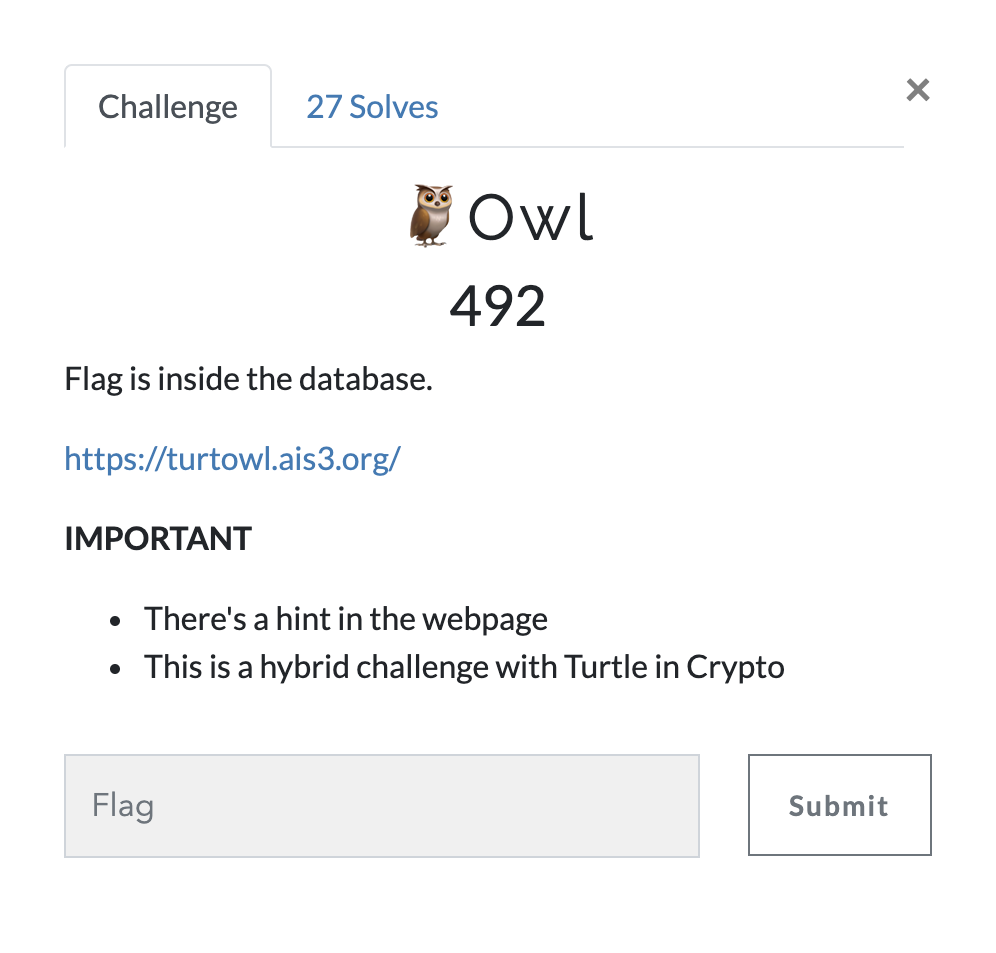 Challenge
27 Solves
×
🦉Owl
492
Flag is inside the database.
https://turtowl.ais3.org/
IMPORTANT
• There's a hint in the webpage
• This is a hybrid challenge with Turtle in Crypto
Flag
Submit